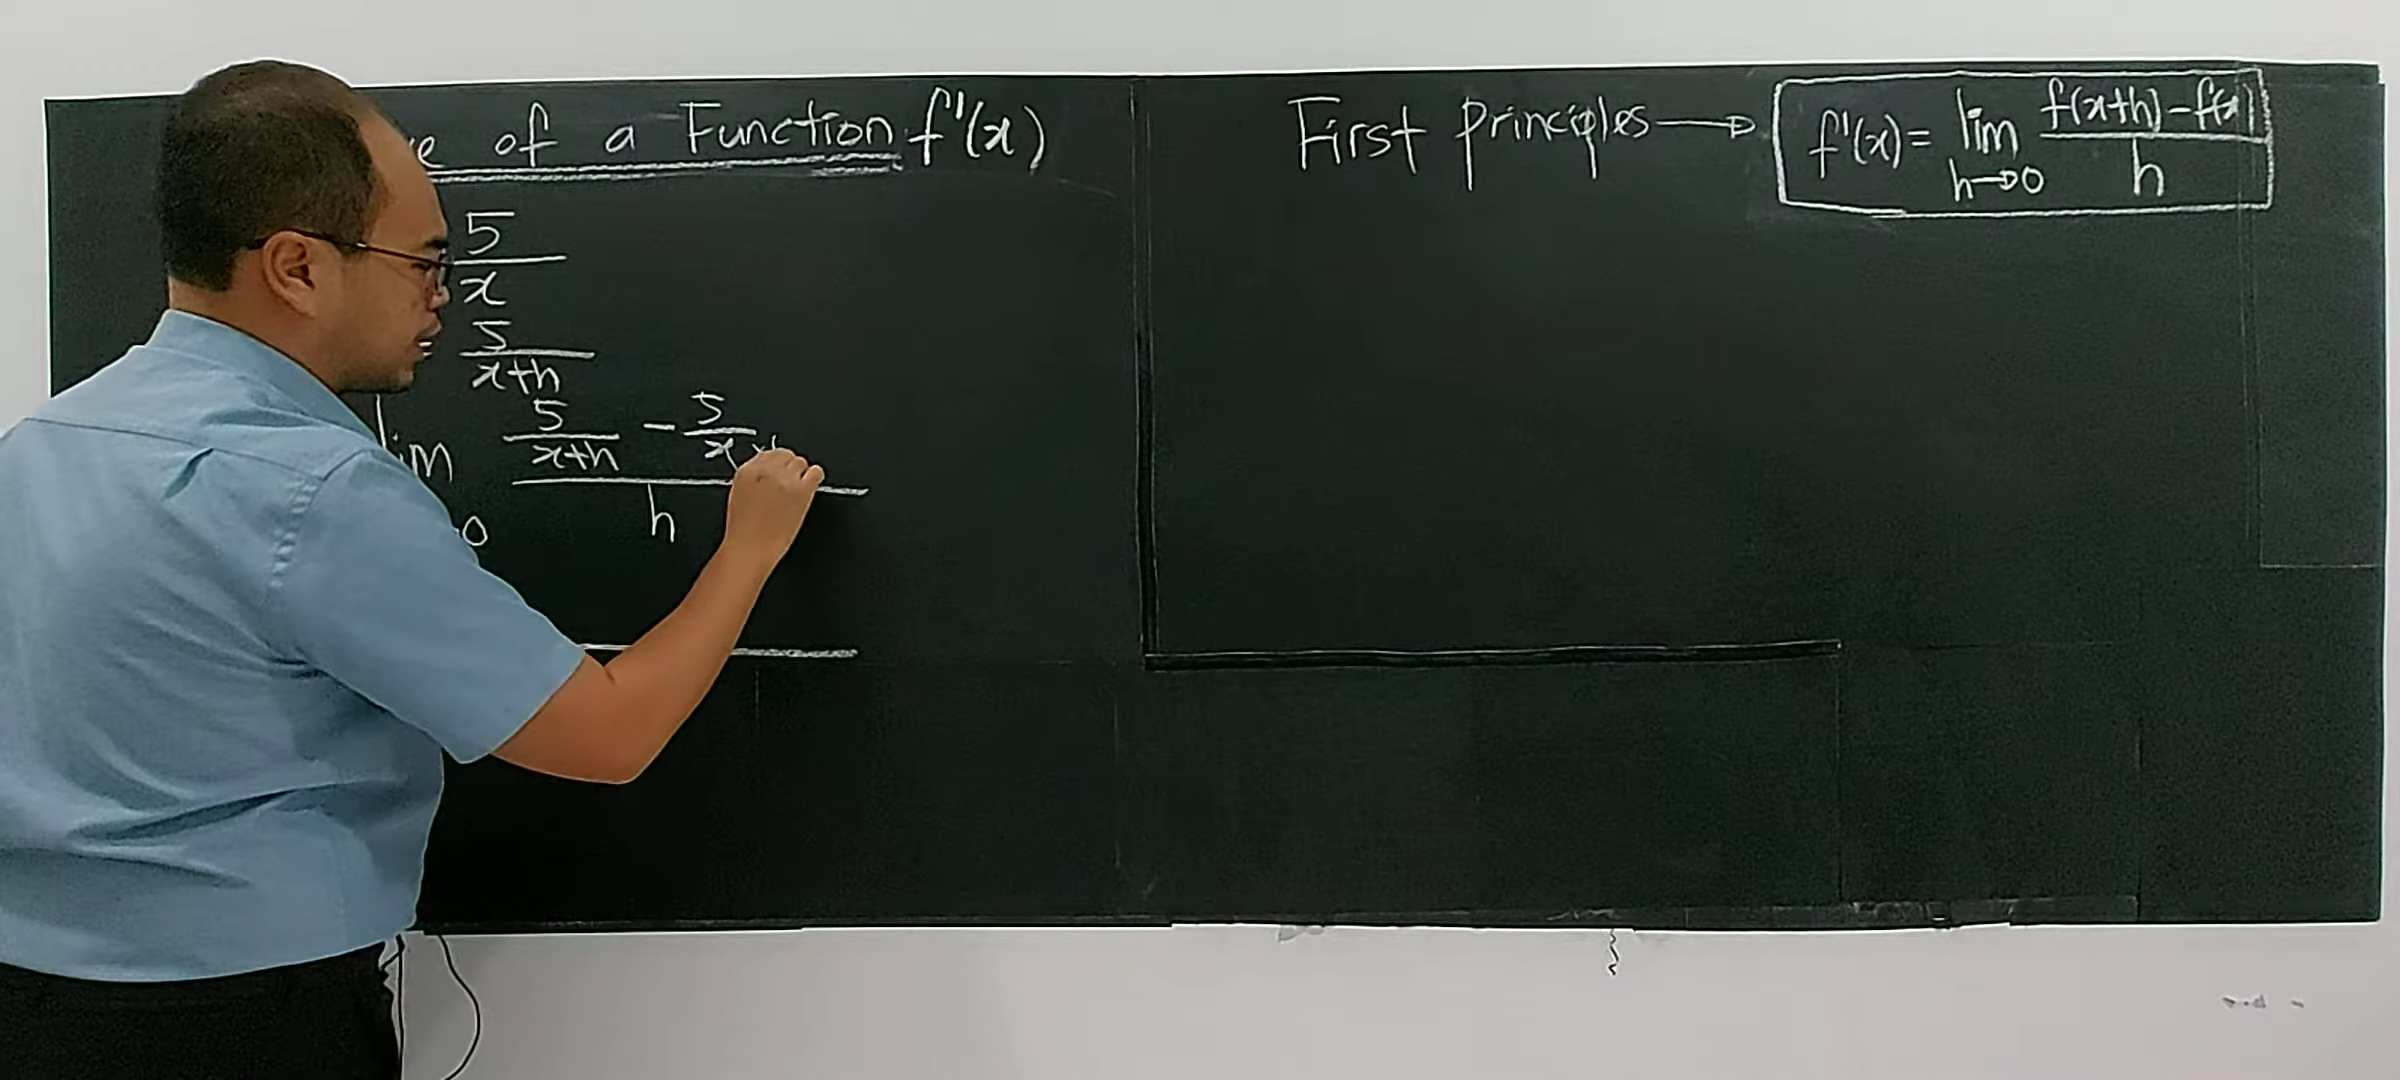 of a Function f'(x)
First principles → f'(x) = lim h→0 f(x+h)-f(x) / h
5/x
5/x+h
lim 5/x+h - 5/x
0 h